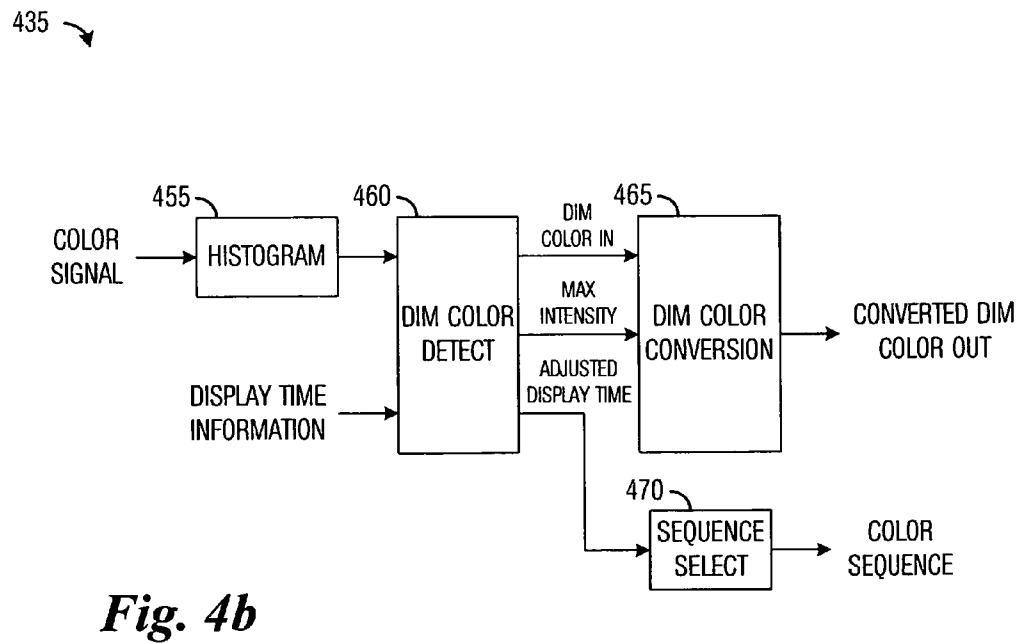 435
455
460
465
DIM
COLOR IN
COLOR
SIGNAL
HISTOGRAM
MAX
INTENSITY
DIM COLOR
DETECT
DIM COLOR
CONVERSION
CONVERTED DIM
COLOR OUT
ADJUSTED
DISPLAY TIME
DISPLAY TIME
INFORMATION
470
SEQUENCE
SELECT
COLOR
SEQUENCE
Fig. 4b